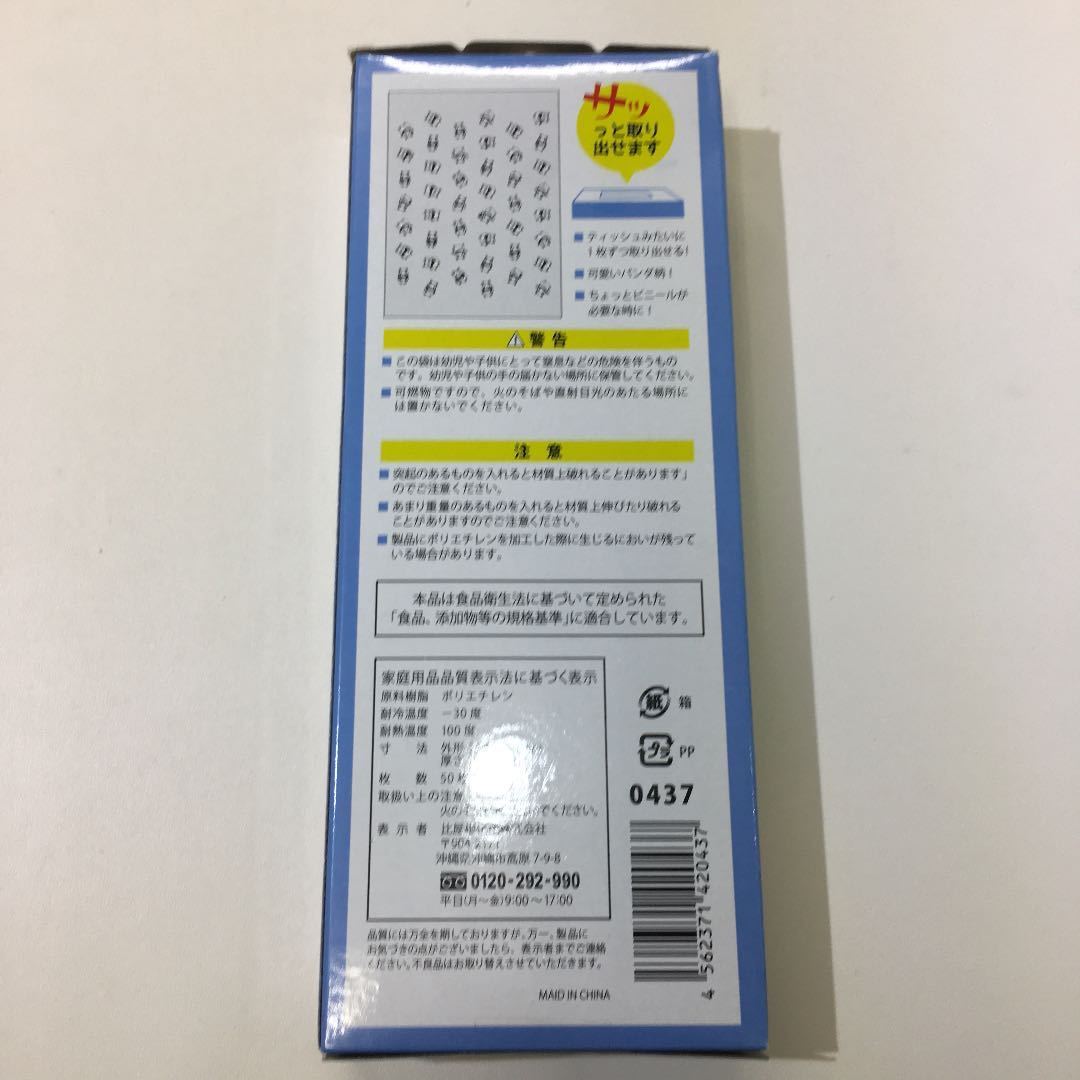 サッ
っと取り
出せます
■ ティッシュみたいに
1枚ずつ取り出せる!
■ 可愛いパンダ柄!
■ ちょっとビニールが
必要な時に!
⚠警告
■ この袋は幼児や子供にとって窒息などの危険を伴うもの
です。幼児や子供の手の届かない場所に保管してください。
■ 可燃物ですので、火のそばや直射日光のあたる場所に
は置かないでください。
注 意
■ 突起のあるものを入れると材質上破れることがあります」
のでご注意ください。
■ あまり重量のあるものを入れると材質上伸びたり破れる
ことがありますのでご注意ください。
■ 製品にポリエチレンを加工した際に生じるにおいが残って
いる場合があります。
本品は食品衛生法に基づいて定められた
「食品。添加物等の規格基準」に適合しています。
家庭用品品質表示法に基づく表示
原料樹脂 ポリエチレン
耐冷温度 -30度
耐熱温度 100度
寸 法 外形
厚さ
枚 数 50
取扱い上の注意
火の でください。
表 示 者 比屋 会社
〒904-2171
沖縄県沖縄市高原7-9-8
0120-292-990
平日(月~金)9:00~17:00
品質には万全を期しておりますが、万一、製品に
お気づきの点がございましたら、表示者までご連絡
ください。不良品はお取り替えさせていただきます。
MAID IN CHINA
紙 箱
プラ PP
0437
4 562371 420437